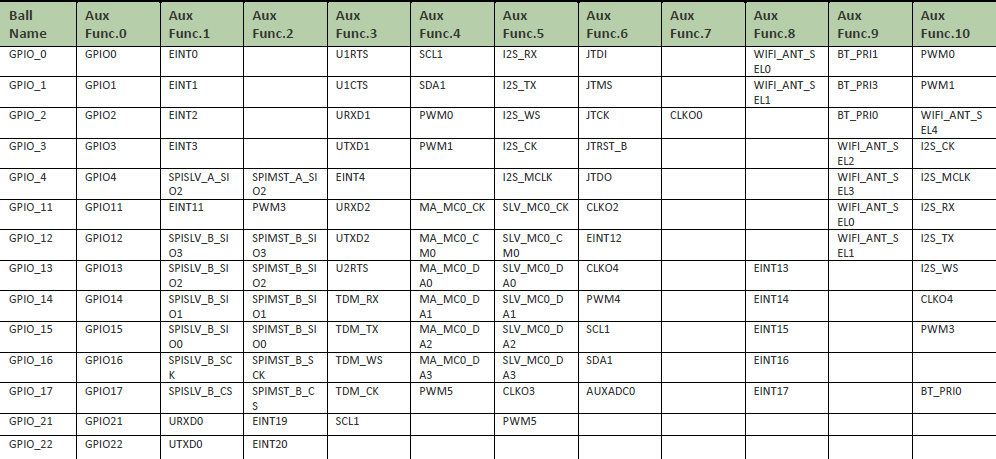 Ball Name | Aux Func.0 | Aux Func.1 | Aux Func.2 | Aux Func.3 | Aux Func.4 | Aux Func.5 | Aux Func.6 | Aux Func.7 | Aux Func.8 | Aux Func.9 | Aux Func.10
GPIO_0 | GPIO0 | EINT0 | | U1RTS | SCL1 | I2S_RX | JTDI | | WIFI_ANT_SEL0 | BT_PRI1 | PWM0
GPIO_1 | GPIO1 | EINT1 | | U1CTS | SDA1 | I2S_TX | JTMS | | WIFI_ANT_SEL1 | BT_PRI3 | PWM1
GPIO_2 | GPIO2 | EINT2 | | URXD1 | PWM0 | I2S_WS | JTCK | CLKO0 | | BT_PRI0 | WIFI_ANT_SEL4
GPIO_3 | GPIO3 | EINT3 | | UTXD1 | PWM1 | I2S_CK | JTRST_B | | | WIFI_ANT_SEL2 | I2S_CK
GPIO_4 | GPIO4 | SPISLV_A_SIO2 | SPIMST_A_SIO2 | EINT4 | | I2S_MCLK | JTDO | | | WIFI_ANT_SEL3 | I2S_MCLK
GPIO_11 | GPIO11 | EINT11 | PWM3 | URXD2 | MA_MC0_CK | SLV_MC0_CK | CLKO2 | | | WIFI_ANT_SEL0 | I2S_RX
GPIO_12 | GPIO12 | SPISLV_B_SIO3 | SPIMST_B_SIO3 | UTXD2 | MA_MC0_CM0 | SLV_MC0_CM0 | EINT12 | | | WIFI_ANT_SEL1 | I2S_TX
GPIO_13 | GPIO13 | SPISLV_B_SIO2 | SPIMST_B_SIO2 | U2RTS | MA_MC0_DA0 | SLV_MC0_DA0 | CLKO4 | | EINT13 | | I2S_WS
GPIO_14 | GPIO14 | SPISLV_B_SIO1 | SPIMST_B_SIO1 | TDM_RX | MA_MC0_DA1 | SLV_MC0_DA1 | PWM4 | | EINT14 | | CLKO4
GPIO_15 | GPIO15 | SPISLV_B_SIO0 | SPIMST_B_SIO0 | TDM_TX | MA_MC0_DA2 | SLV_MC0_DA2 | SCL1 | | EINT15 | | PWM3
GPIO_16 | GPIO16 | SPISLV_B_SCK | SPIMST_B_SCK | TDM_WS | MA_MC0_DA3 | SLV_MC0_DA3 | SDA1 | | EINT16 | |
GPIO_17 | GPIO17 | SPISLV_B_CS | SPIMST_B_CS | TDM_CK | PWM5 | CLKO3 | AUXADC0 | | EINT17 | | BT_PRI0
GPIO_21 | GPIO21 | URXD0 | EINT19 | SCL1 | | PWM5 | | | | |
GPIO_22 | GPIO22 | UTXD0 | EINT20 | | | | | | | |